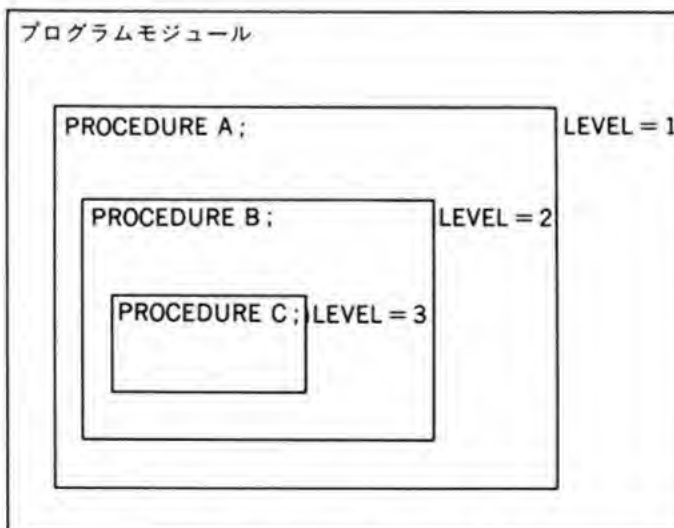 プログラムモジュール
PROCEDURE A;
LEVEL=1
PROCEDURE B;
LEVEL=2
PROCEDURE C;
LEVEL=3